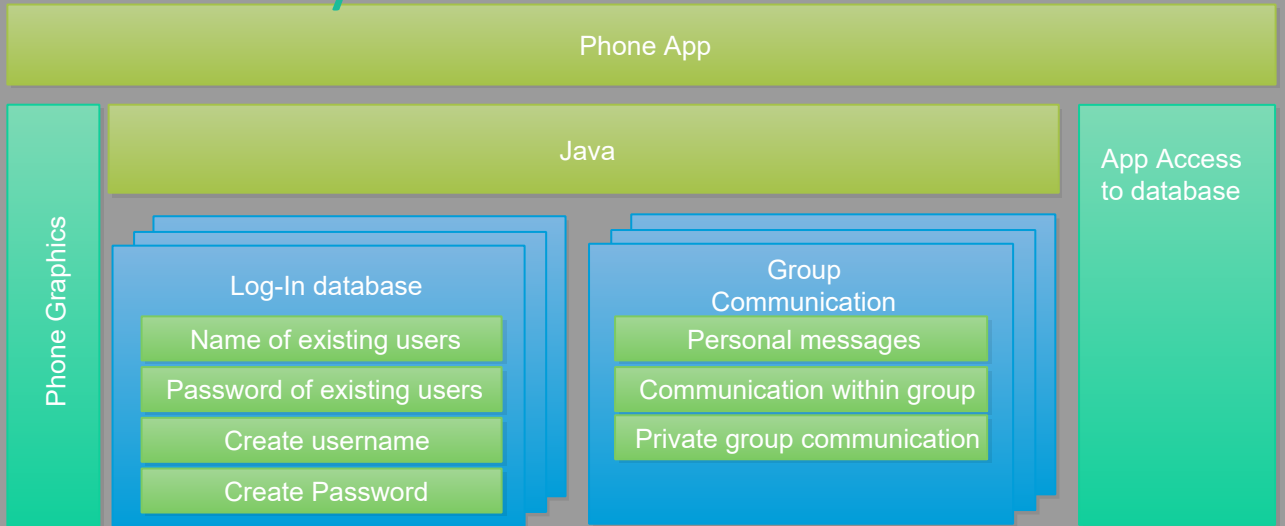 Phone App
Java
App Access
to database
Phone Graphics
Log-In database
Name of existing users
Password of existing users
Create username
Create Password
Group
Communication
Personal messages
Communication within group
Private group communication